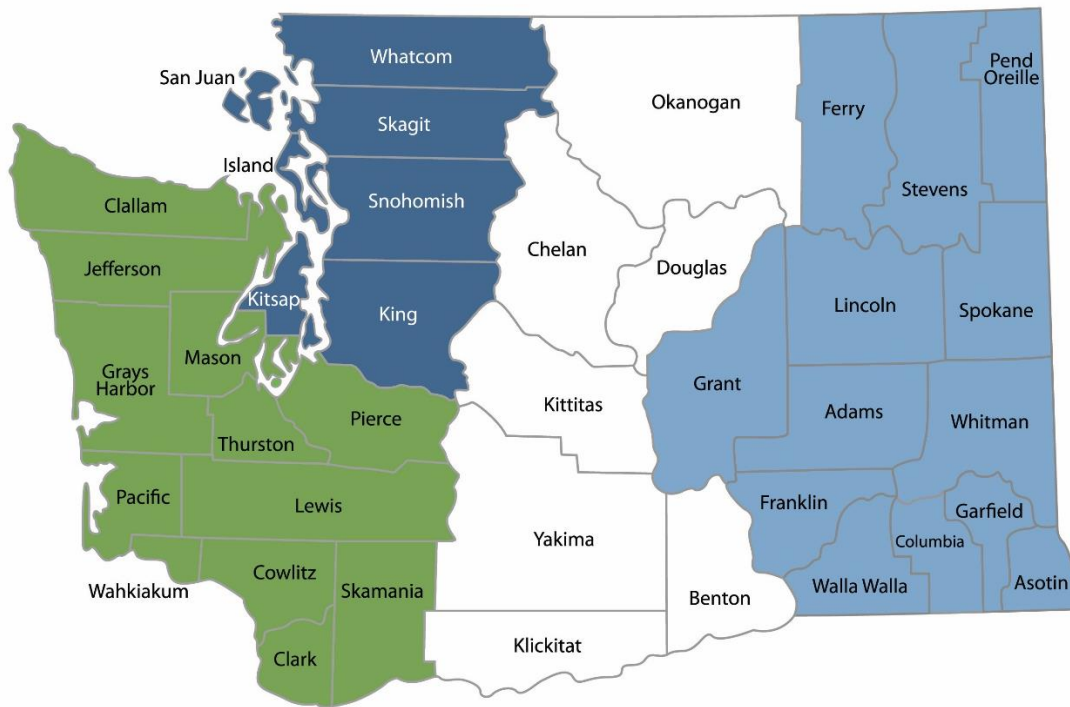 Whatcom
San Juan
Pend
Oreille
Okanogan
Ferry
Skagit
Island
Stevens
Snohomish
Clallam
Chelan
Jefferson
Douglas
Kitsap
Lincoln
King
Spokane
Mason
Grays
Harbor
Grant
Kittitas
Adams
Pierce
Whitman
Thurston
Pacific
Franklin
Lewis
Garfield
Yakima
Columbia
Cowlitz
Wahkiakum
Skamania
Walla Walla
Asotin
Benton
Klickitat
Clark